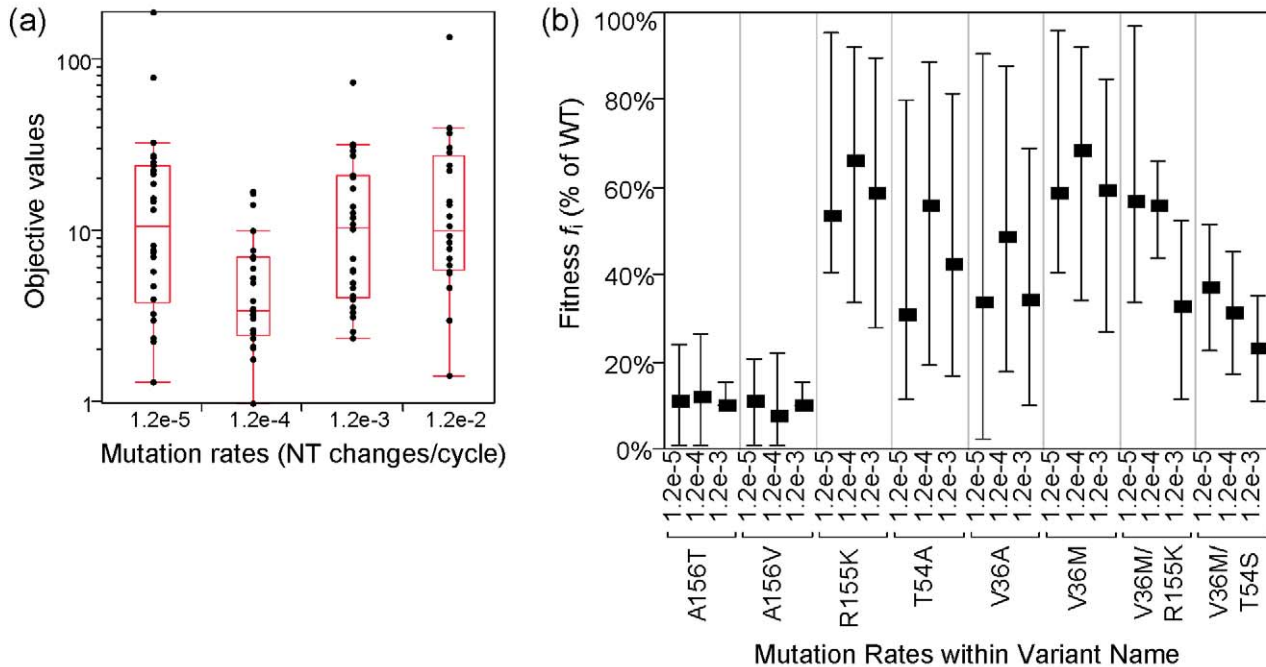 (a)
100
10
1
Objective values
1.2e-5 1.2e-4 1.2e-3 1.2e-2
Mutation rates (NT changes/cycle)
(b)
100%
80%
60%
40%
20%
0%
Fitness fi (% of WT)
1.2e-5 1.2e-4 1.2e-3 1.2e-5 1.2e-4 1.2e-3 1.2e-5 1.2e-4 1.2e-3 1.2e-5 1.2e-4 1.2e-3 1.2e-5 1.2e-4 1.2e-3 1.2e-5 1.2e-4 1.2e-3 1.2e-5 1.2e-4 1.2e-3 1.2e-5 1.2e-4 1.2e-3
A156T
A156V
R155K
T54A
V36A
V36M
V36M/
R155K
V36M/
T54S
Mutation Rates within Variant Name